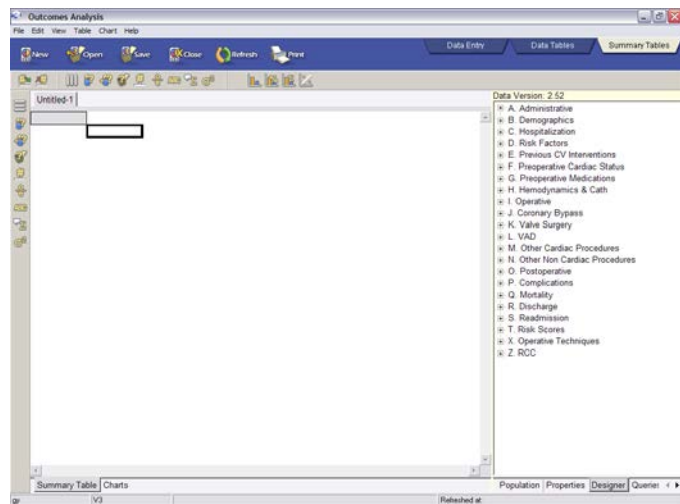 Outcomes Analysis
File Edit View Table Chart Help
New Open Save Close Refresh Print
Data Entry Data Tables Summary Tables
Untitled-1
Data Version: 2.52
A. Administrative
B. Demographics
C. Hospitalization
D. Risk Factors
E. Previous CV Interventions
F. Preoperative Cardiac Status
G. Preoperative Medications
H. Hemodynamics & Cath
I. Operative
J. Coronary Bypass
K. Valve Surgery
L. VAD
M. Other Cardiac Procedures
N. Other Non Cardiac Procedures
O. Postoperative
P. Complications
Q. Mortality
R. Discharge
S. Readmission
T. Risk Scores
X. Operative Techniques
Z. RCC
Summary Table Charts
Population Properties Designer Queries
V3 Refreshed at: